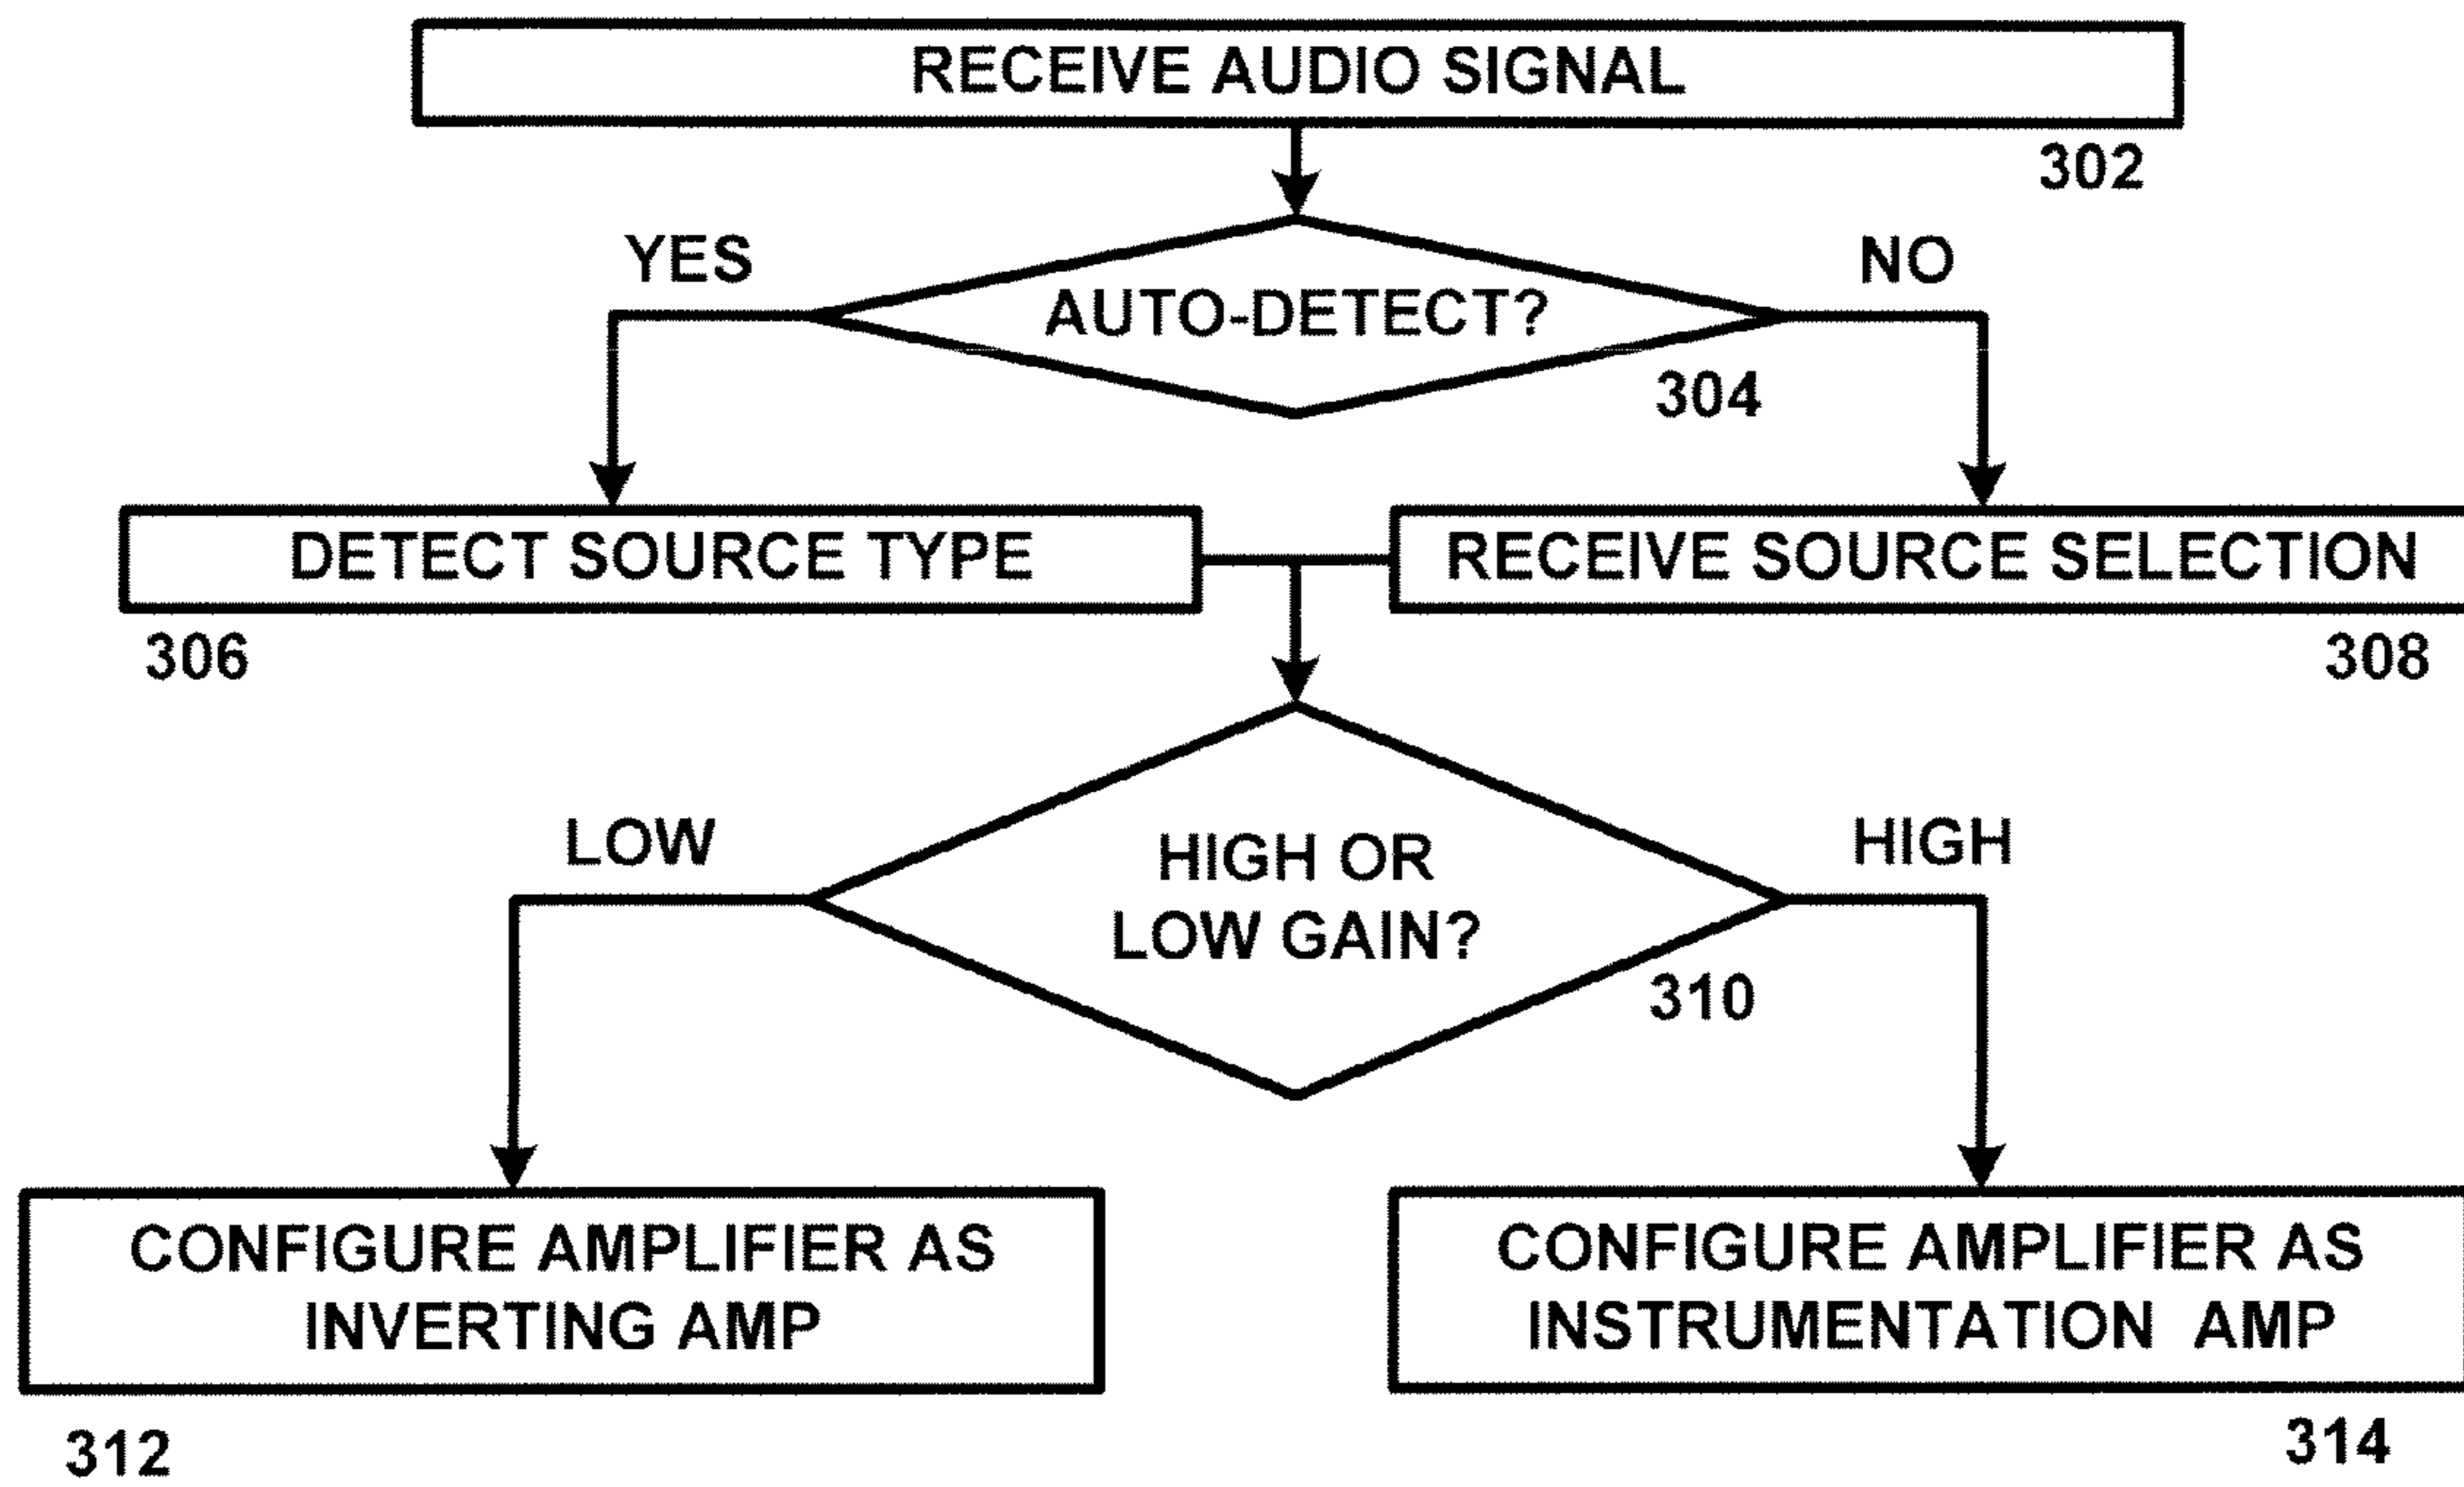 RECEIVE AUDIO SIGNAL
302
YES
NO
AUTO-DETECT?
304
DETECT SOURCE TYPE
RECEIVE SOURCE SELECTION
306
308
LOW
HIGH
HIGH OR
LOW GAIN?
310
CONFIGURE AMPLIFIER AS
INVERTING AMP
CONFIGURE AMPLIFIER AS
INSTRUMENTATION AMP
312
314